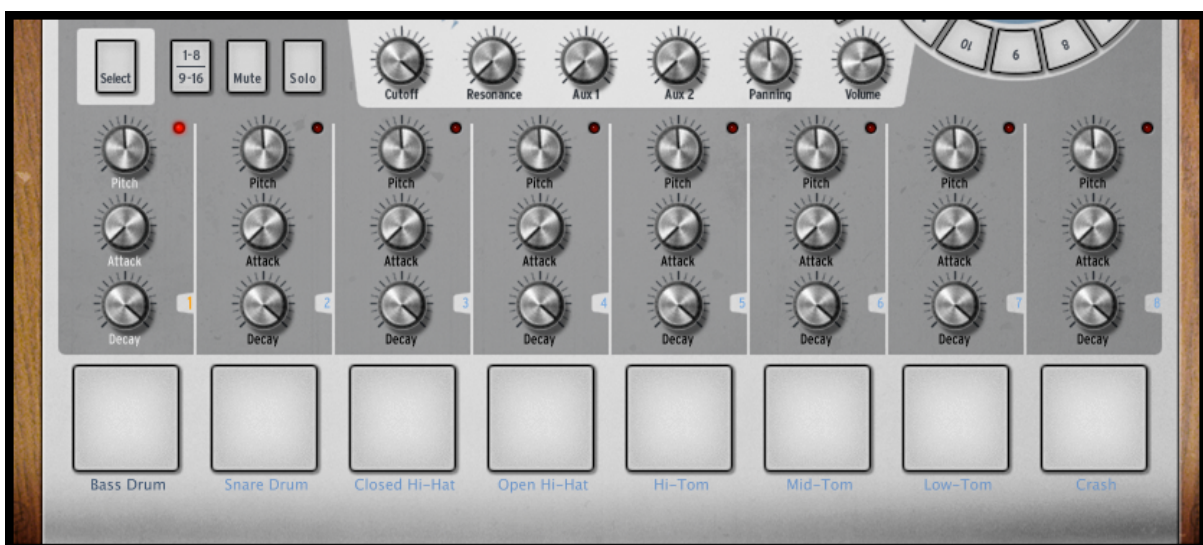 Select
1-8
9-16
Mute
Solo
Cutoff
Resonance
Aux 1
Aux 2
Panning
Volume
10
9
8
Pitch
Pitch
Pitch
Pitch
Pitch
Pitch
Pitch
Pitch
Attack
Attack
Attack
Attack
Attack
Attack
Attack
Attack
1
2
3
4
5
6
7
8
Decay
Decay
Decay
Decay
Decay
Decay
Decay
Decay
Bass Drum
Snare Drum
Closed Hi-Hat
Open Hi-Hat
Hi-Tom
Mid-Tom
Low-Tom
Crash